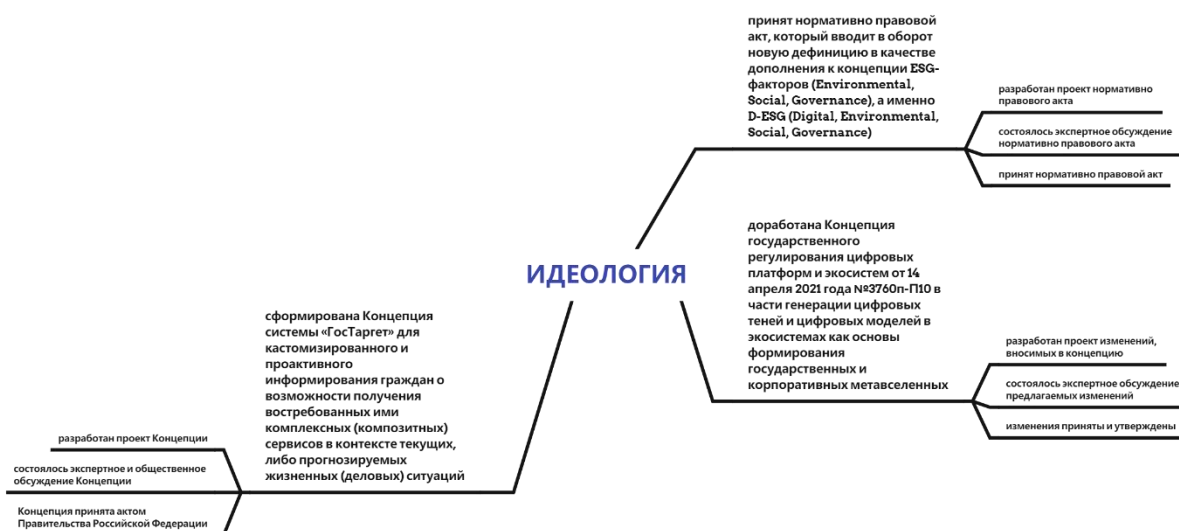 принят нормативно правовой
акт, который вводит в оборот
новую дефиницию в качестве
дополнения к концепции ESG-
факторов (Environmental,
Social, Governance), а именно
D-ESG (Digital, Environmental,
Social, Governance)
разработан проект нормативно
правового акта
состоялось экспертное обсуждение
нормативно правового акта
принят нормативно правовой акт
ИДЕОЛОГИЯ
доработана Концепция
государственного
регулирования цифровых
платформ и экосистем от 14
апреля 2021 года №3760п-П10 в
части генерации цифровых
теней и цифровых моделей в
экосистемах как основы
формирования
государственных и
корпоративных метавселенных
разработан проект изменений,
вносимых в концепцию
состоялось экспертное обсуждение
предлагаемых изменений
изменения приняты и утверждены
сформирована Концепция
системы «ГосТаргет» для
кастомизированного и
проактивного
информирования граждан о
возможности получения
востребованных ими
комплексных (композитных)
сервисов в контексте текущих,
либо прогнозируемых
жизненных (деловых) ситуаций
разработан проект Концепции
состоялось экспертное и общественное
обсуждение Концепции
Концепция принята актом
Правительства Российской Федерации